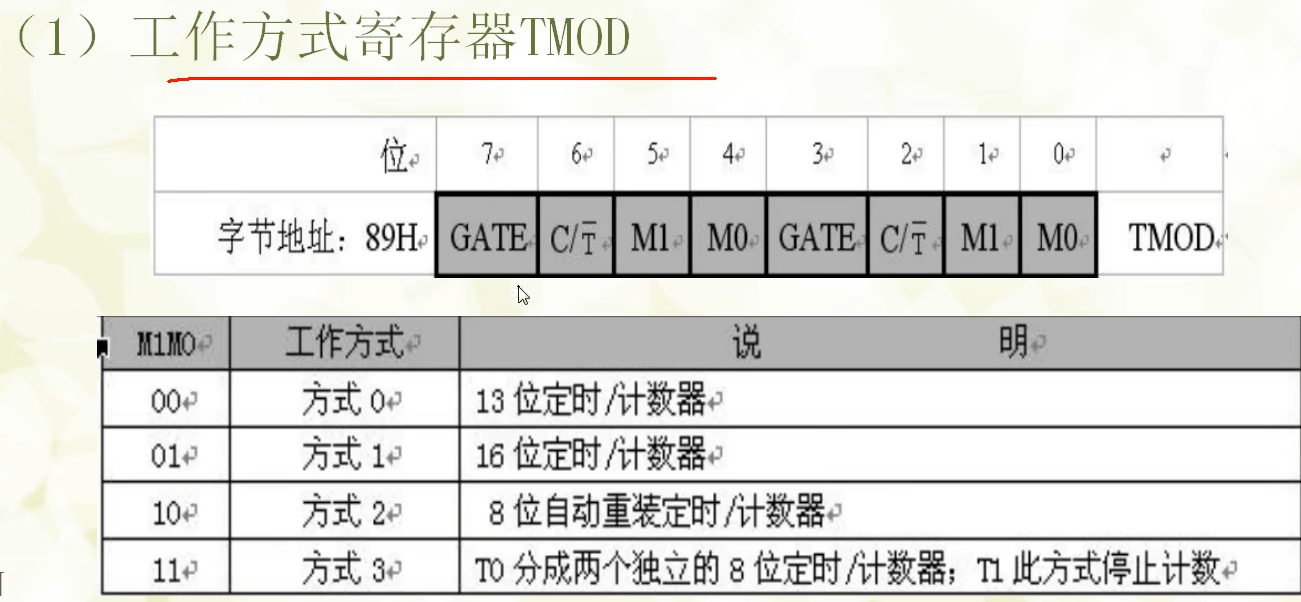 （1）工作方式寄存器TMOD
位 7 6 5 4 3 2 1 0
字节地址：89H GATE C/T̅ M1 M0 GATE C/T̅ M1 M0 TMOD
M1M0 工作方式 说 明
00 方式 0 13 位定时/计数器
01 方式 1 16 位定时/计数器
10 方式 2 8 位自动重装定时/计数器
11 方式 3 T0 分成两个独立的 8 位定时/计数器；T1 此方式停止计数